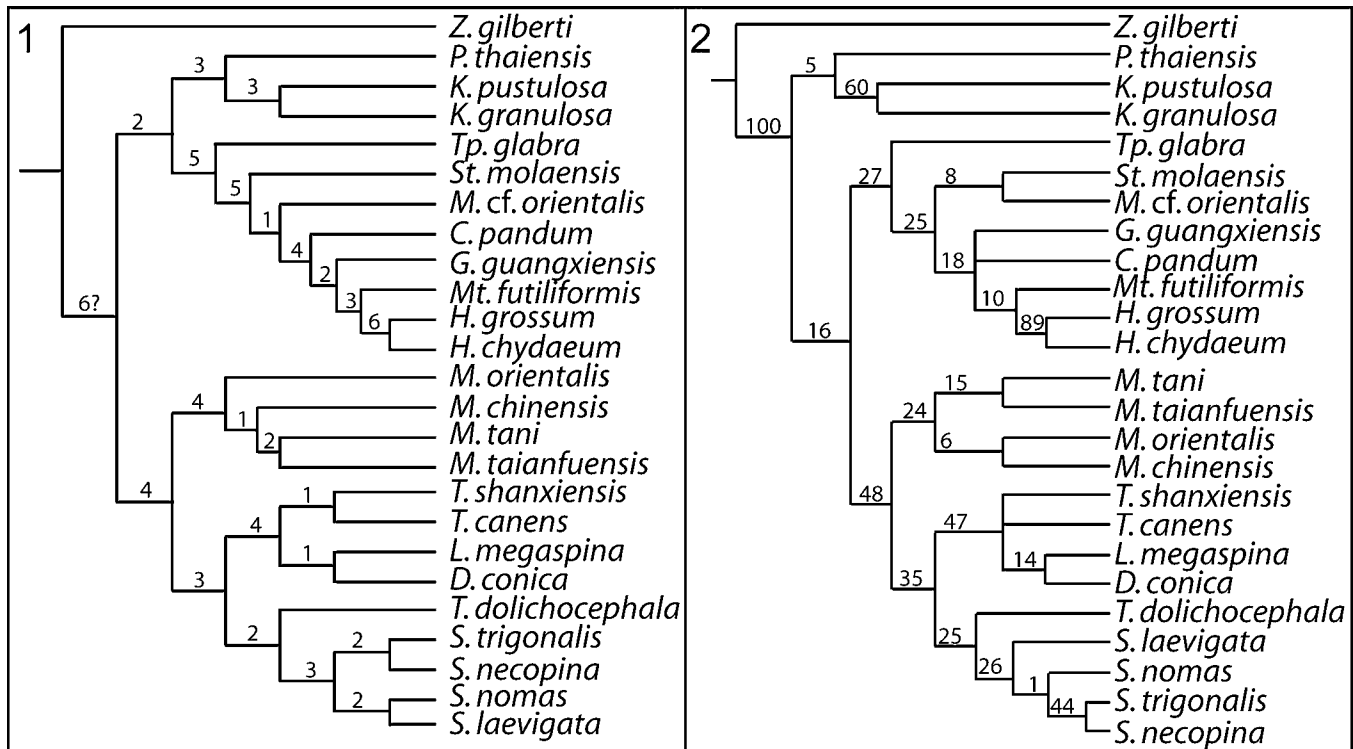 1
Z. gilberti
3
P. thaiensis
3
K. pustulosa
K. granulosa
2
Tp. glabra
5
St. molaensis
5
M. cf. orientalis
1
C. pandum
4
G. guangxiensis
2
Mt. futiliformis
3
H. grossum
6
H. chydaeum
6?
M. orientalis
4
M. chinensis
1
M. tani
2
M. taianfuensis
4
T. shanxiensis
1
T. canens
4
L. megaspina
1
D. conica
3
T. dolichocephala
2
S. trigonalis
2
S. necopina
3
S. nomas
2
S. laevigata
2
Z. gilberti
5
P. thaiensis
60
K. pustulosa
K. granulosa
100
Tp. glabra
27
St. molaensis
8
M. cf. orientalis
25
G. guangxiensis
18
C. pandum
Mt. futiliformis
10
H. grossum
89
H. chydaeum
16
M. tani
15
M. taianfuensis
24
M. orientalis
6
M. chinensis
48
T. shanxiensis
47
T. canens
L. megaspina
14
D. conica
35
T. dolichocephala
25
S. laevigata
26
S. nomas
1
S. trigonalis
44
S. necopina